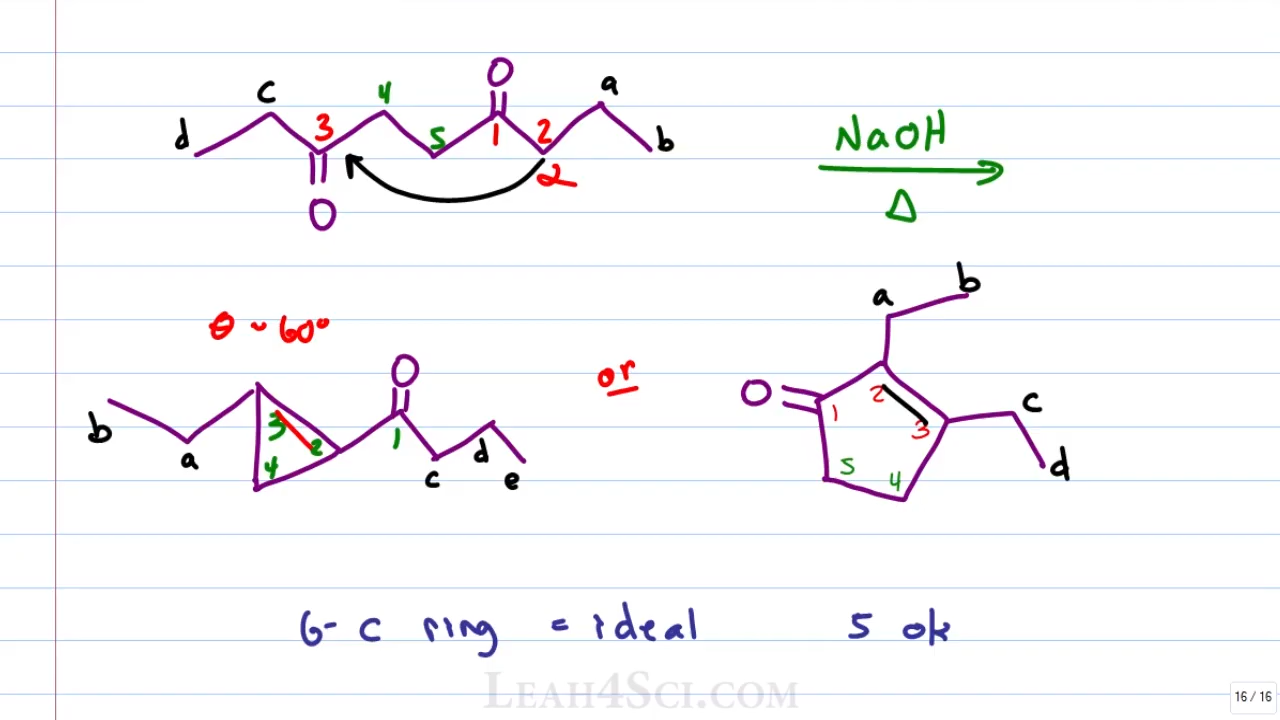 O
c 4 a
d 3 5 1 2 b NaOH
2
O Δ
b
a
θ ~ 60°
O or O
c
b 3 2 1 2 3
a 4 d 5 4 d
c e
6-C ring = ideal 5 ok
LEAH4SCI.COM
16 / 16